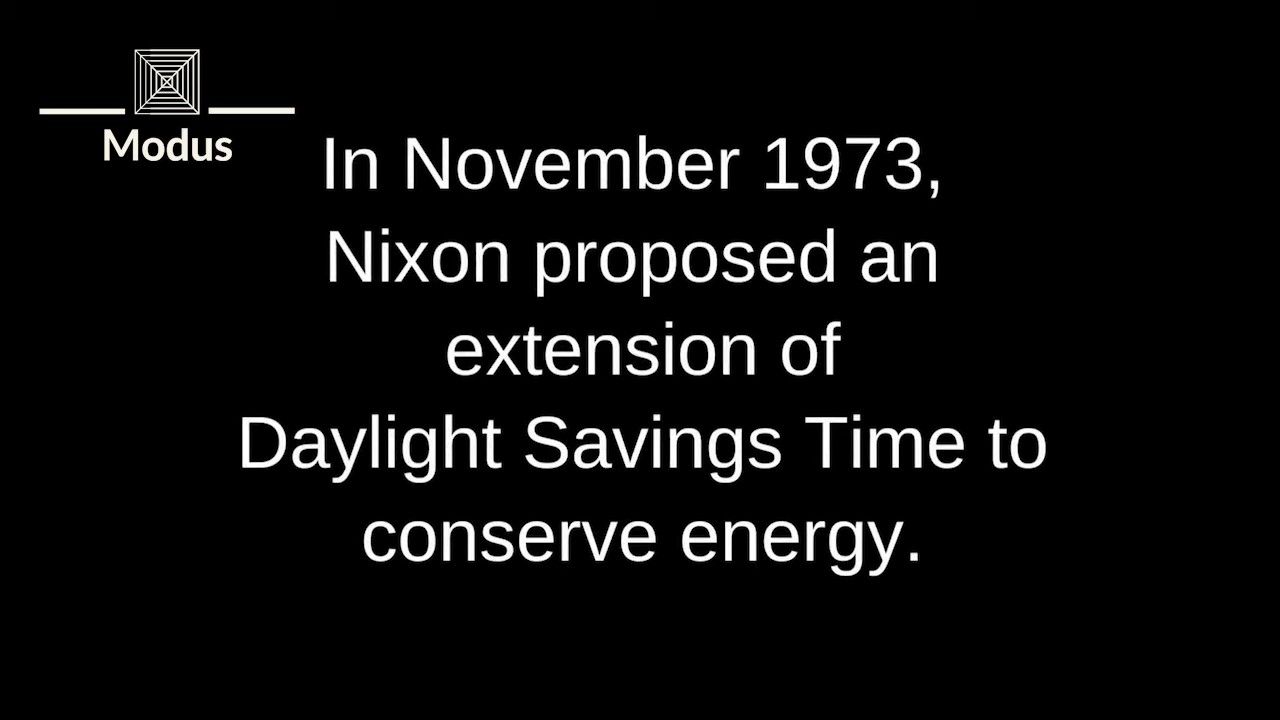 Modus
In November 1973,
Nixon proposed an
extension of
Daylight Savings Time to
conserve energy.